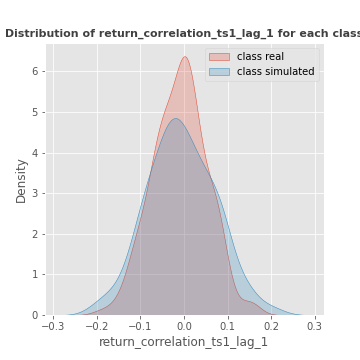 Distribution of return_correlation_ts1_lag_1 for each class
class real
class simulated
6
5
4
3
2
1
0
Density
−0.3 −0.2 −0.1 0.0 0.1 0.2 0.3
return_correlation_ts1_lag_1